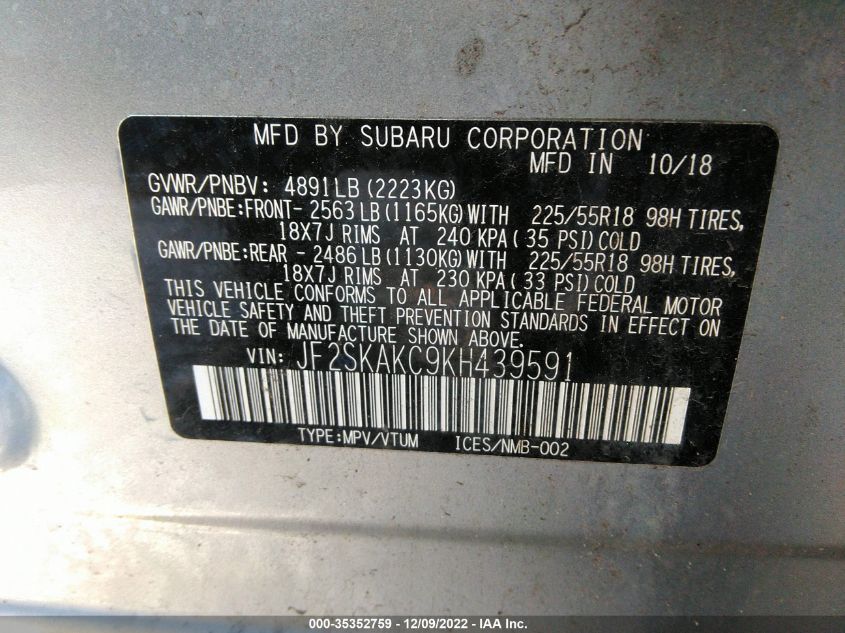 MFD BY SUBARU CORPORATION
MFD IN 10/18
GVWR/PNBV: 4891LB (2223KG)
GAWR/PNBE:FRONT- 2563 LB (1165KG) WITH 225/55R18 98H TIRES,
18X7J RIMS AT 240 KPA ( 35 PSI) COLD
GAWR/PNBE:REAR - 2486 LB (1130KG) WITH 225/55R18 98H TIRES,
18X7J RIMS AT 230 KPA ( 33 PSI) COLD
THIS VEHICLE CONFORMS TO ALL APPLICABLE FEDERAL MOTOR
VEHICLE SAFETY AND THEFT PREVENTION STANDARDS IN EFFECT ON
THE DATE OF MANUFACTURE SHOWN ABOVE.
VIN: JF2SKAKC9KH439591
TYPE:MPV/VTUM ICES/NMB-002
000-35352759 - 12/09/2022 - IAA Inc.